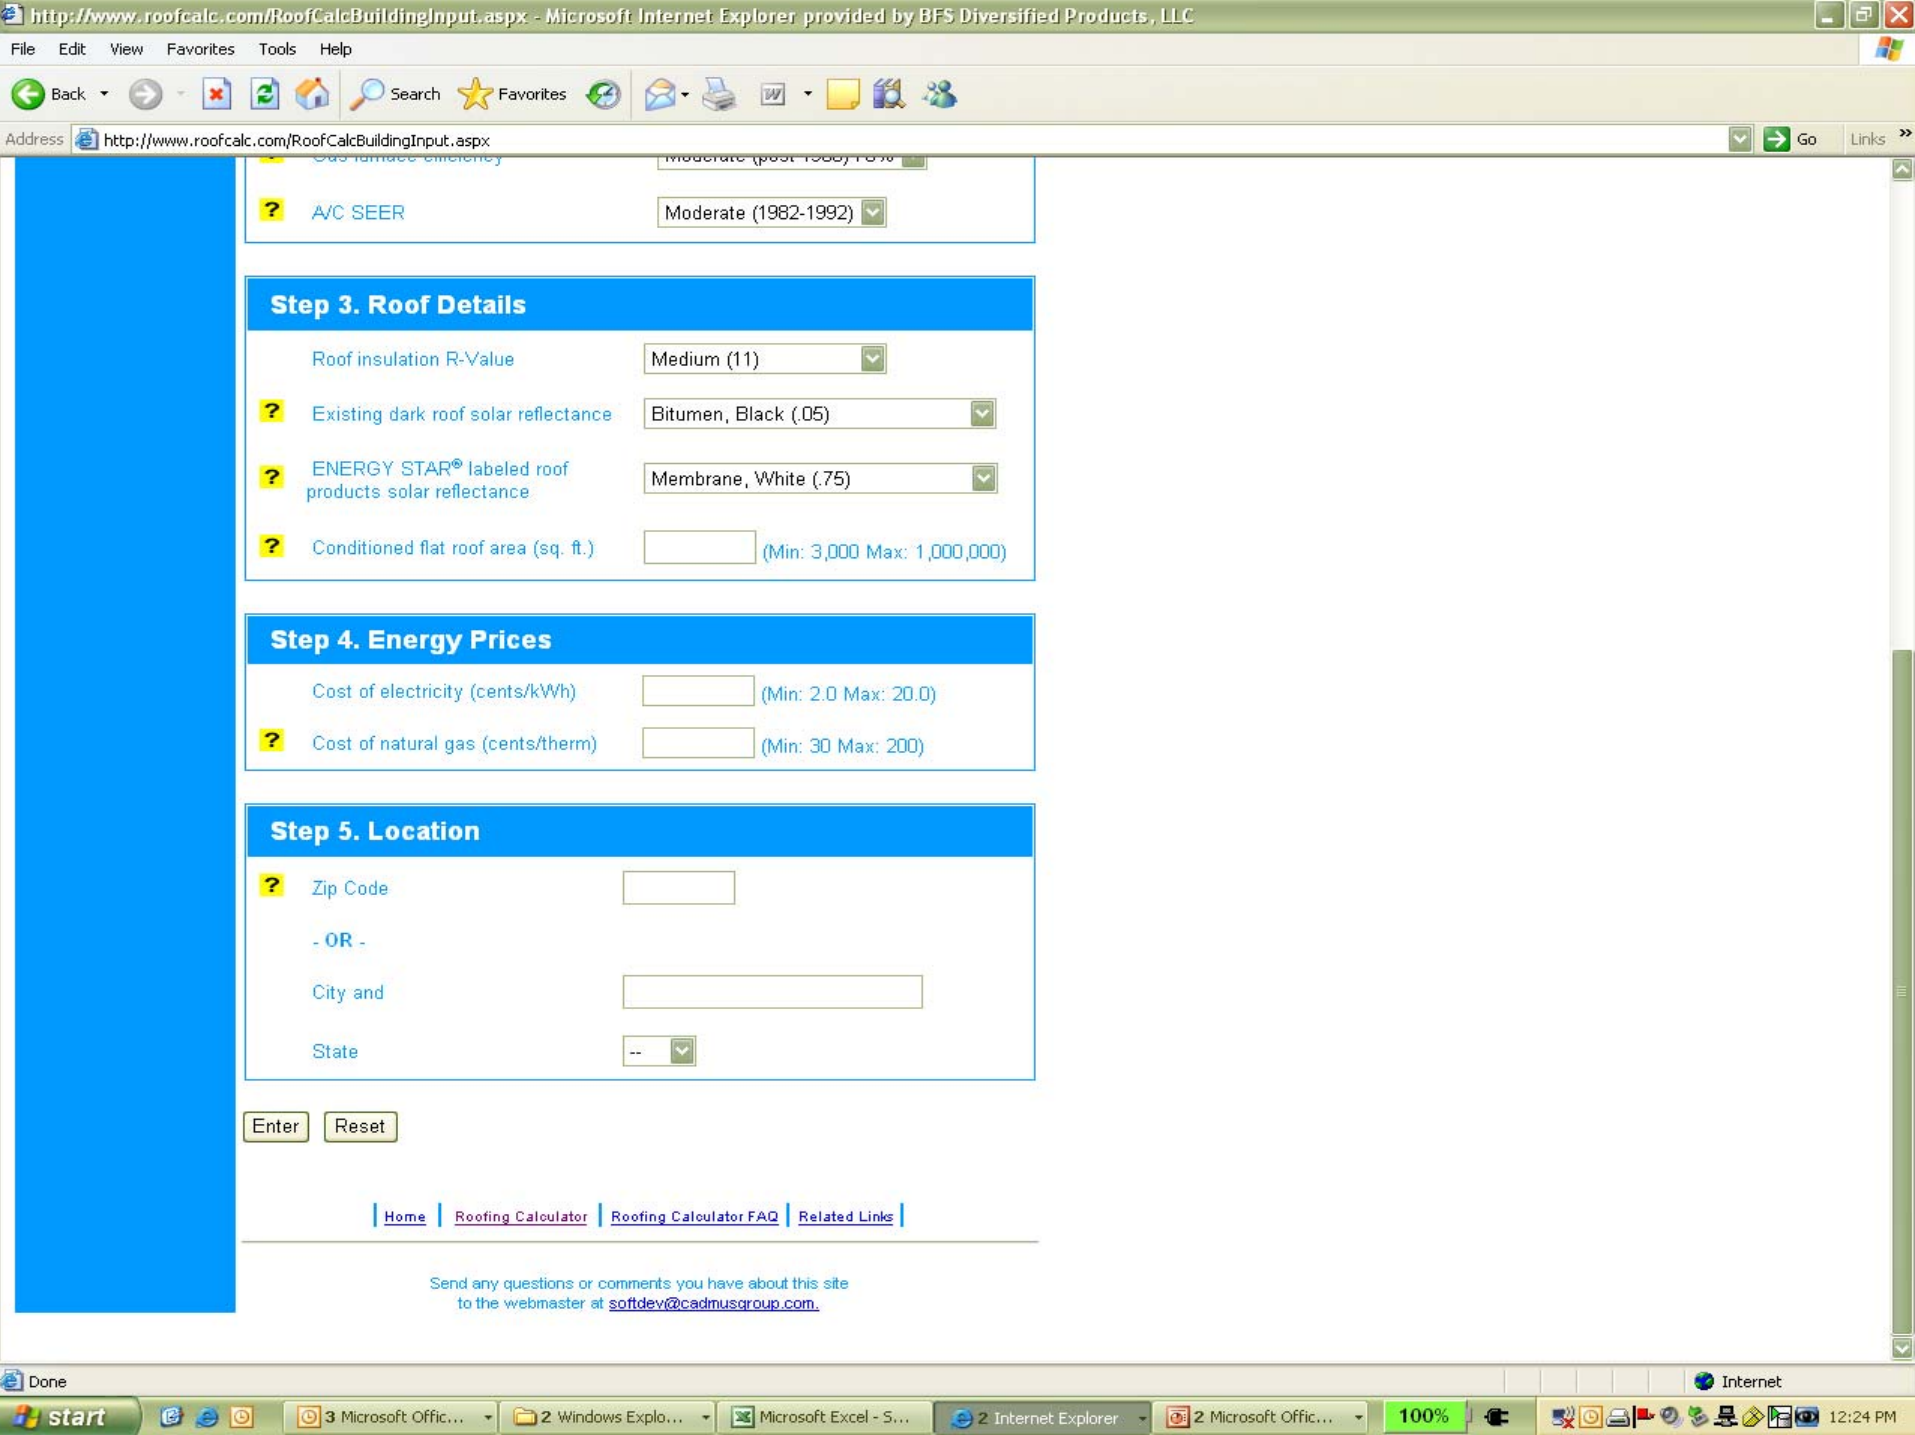 http://www.roofcalc.com/RoofCalcBuildingInput.aspx - Microsoft Internet Explorer provided by BFS Diversified Products, LLC
File Edit View Favorites Tools Help
Back Search Favorites
Address http://www.roofcalc.com/RoofCalcBuildingInput.aspx Go Links »
Gas furnace efficiency Moderate (post 1988) 78%
? A/C SEER Moderate (1982-1992)
Step 3. Roof Details
Roof insulation R-Value Medium (11)
? Existing dark roof solar reflectance Bitumen, Black (.05)
ENERGY STAR® labeled roof
? products solar reflectance Membrane, White (.75)
? Conditioned flat roof area (sq. ft.) (Min: 3,000 Max: 1,000,000)
Step 4. Energy Prices
Cost of electricity (cents/kWh) (Min: 2.0 Max: 20.0)
? Cost of natural gas (cents/therm) (Min: 30 Max: 200)
Step 5. Location
? Zip Code
- OR -
City and
State --
Enter Reset
Home Roofing Calculator Roofing Calculator FAQ Related Links
Send any questions or comments you have about this site
to the webmaster at softdev@cadmusgroup.com.
Done Internet
start 3 Microsoft Offic... 2 Windows Explo... Microsoft Excel - S... 2 Internet Explorer 2 Microsoft Offic... 100% 12:24 PM